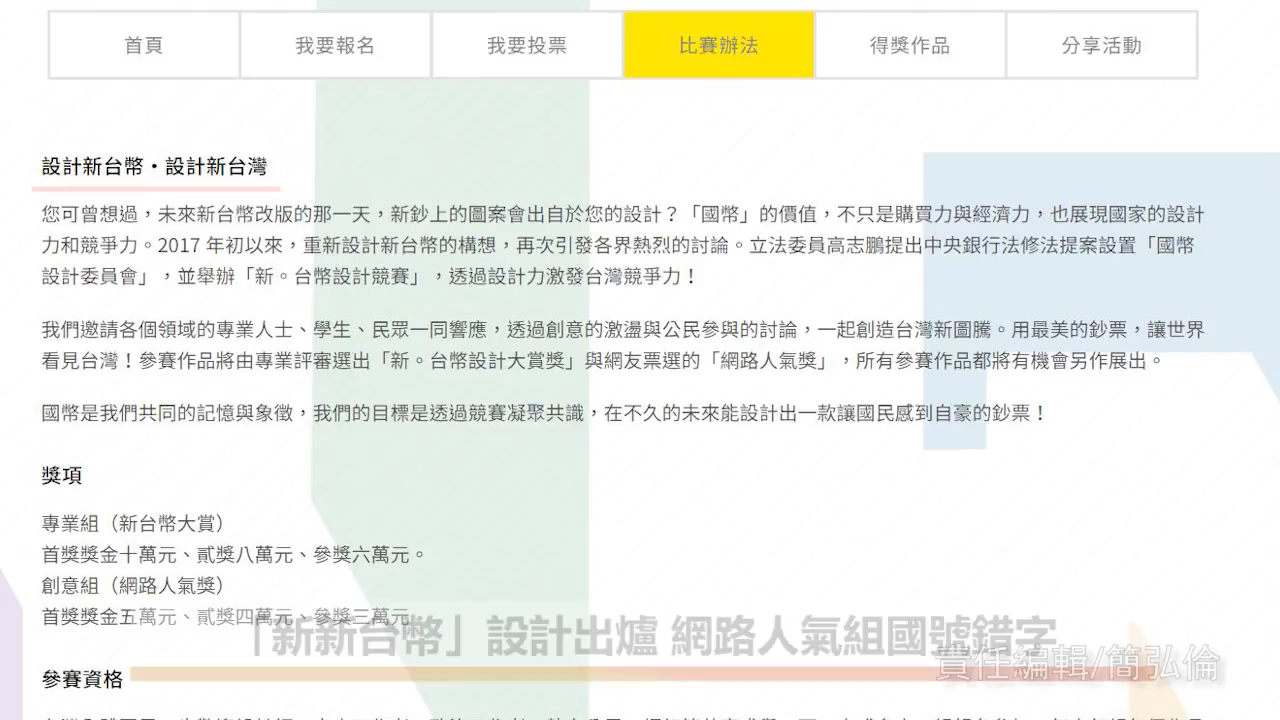 首頁 我要報名 我要投票 比賽辦法 得獎作品 分享活動
設計新台幣・設計新台灣
您可曾想過，未來新台幣改版的那一天，新鈔上的圖案會出自於您的設計？「國幣」的價值，不只是購買力與經濟力，也展現國家的設計
力和競爭力。2017 年初以來，重新設計新台幣的構想，再次引發各界熱烈的討論。立法委員高志鵬提出中央銀行法修法提案設置「國幣
設計委員會」，並舉辦「新。台幣設計競賽」，透過設計力激發台灣競爭力！
我們邀請各個領域的專業人士、學生、民眾一同響應，透過創意的激盪與公民參與的討論，一起創造台灣新圖騰。用最美的鈔票，讓世界
看見台灣！參賽作品將由專業評審選出「新。台幣設計大賞獎」與網友票選的「網路人氣獎」，所有參賽作品都將有機會另作展出。
國幣是我們共同的記憶與象徵，我們的目標是透過競賽凝聚共識，在不久的未來能設計出一款讓國民感到自豪的鈔票！
獎項
專業組（新台幣大賞）
首獎獎金十萬元、貳獎八萬元、參獎六萬元。
創意組（網路人氣獎）
首獎獎金五萬元、貳獎四萬元、參獎三萬元
「新新台幣」設計出爐 網路人氣組國號錯字
責任編輯/簡弘倫
參賽資格